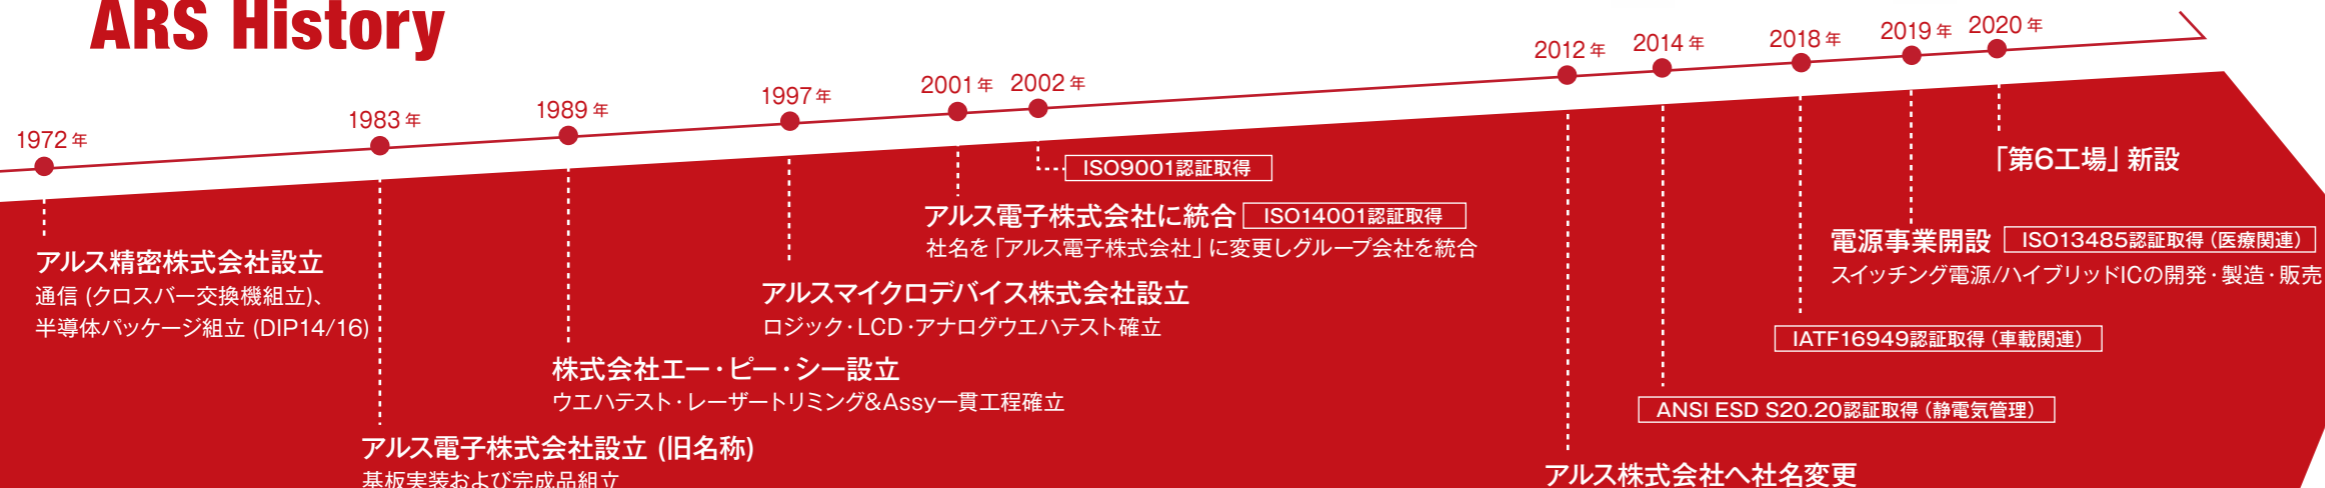 ARS History
1972年
アルス精密株式会社設立
通信 (クロスバー交換機組立)、
半導体パッケージ組立 (DIP14/16)
1983年
アルス電子株式会社設立 (旧名称)
基板実装および完成品組立
1989年
株式会社エー・ピー・シー設立
ウエハテスト・レーザートリミング&Assy一貫工程確立
1997年
アルスマイクロデバイス株式会社設立
ロジック・LCD・アナログウエハテスト確立
2001年
アルス電子株式会社に統合 ISO14001認証取得
社名を「アルス電子株式会社」に変更しグループ会社を統合
2002年
ISO9001認証取得
2012年
アルス株式会社へ社名変更
2014年
ANSI ESD S20.20認証取得 (静電気管理)
2018年
IATF16949認証取得 (車載関連)
2019年
電源事業開設 ISO13485認証取得 (医療関連)
スイッチング電源/ハイブリッドICの開発・製造・販売
2020年
「第6工場」新設